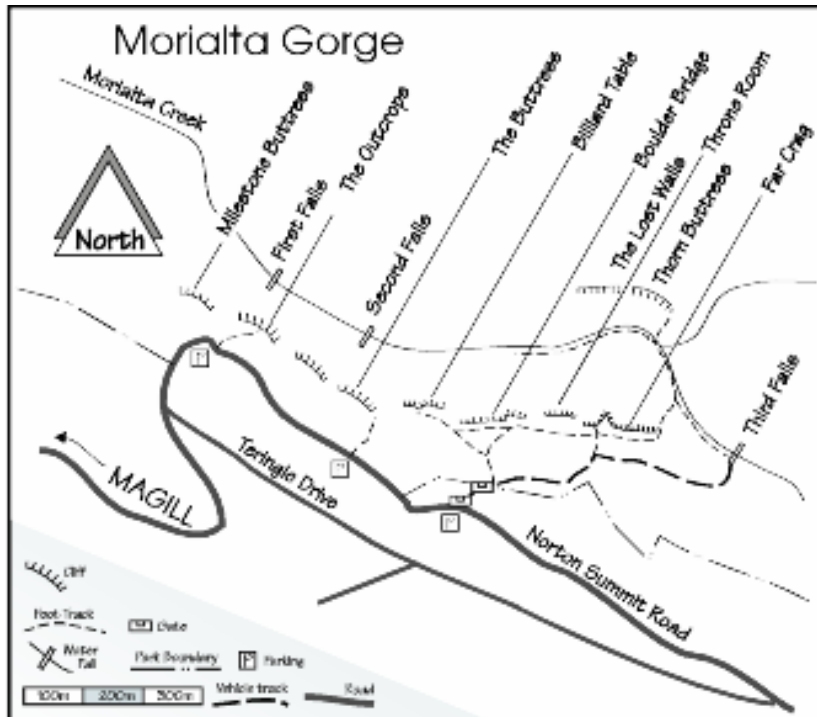 Morialta Gorge
Morialta Creek
Milestone Buttress
First Falls
The Outcrops
Second Falls
The Buttress
Billiard Table
Boulder Bridge
The Lost Walls
Throne Room
Thorn Buttress
Far Crag
Third Falls
North
Teringie Drive
MAGILL
Norton Summit Road
Cliff
Foot Track
Gate
Water
Fall
Park Boundary
P
Parking
100m
200m
300m
Vehicle track
Road